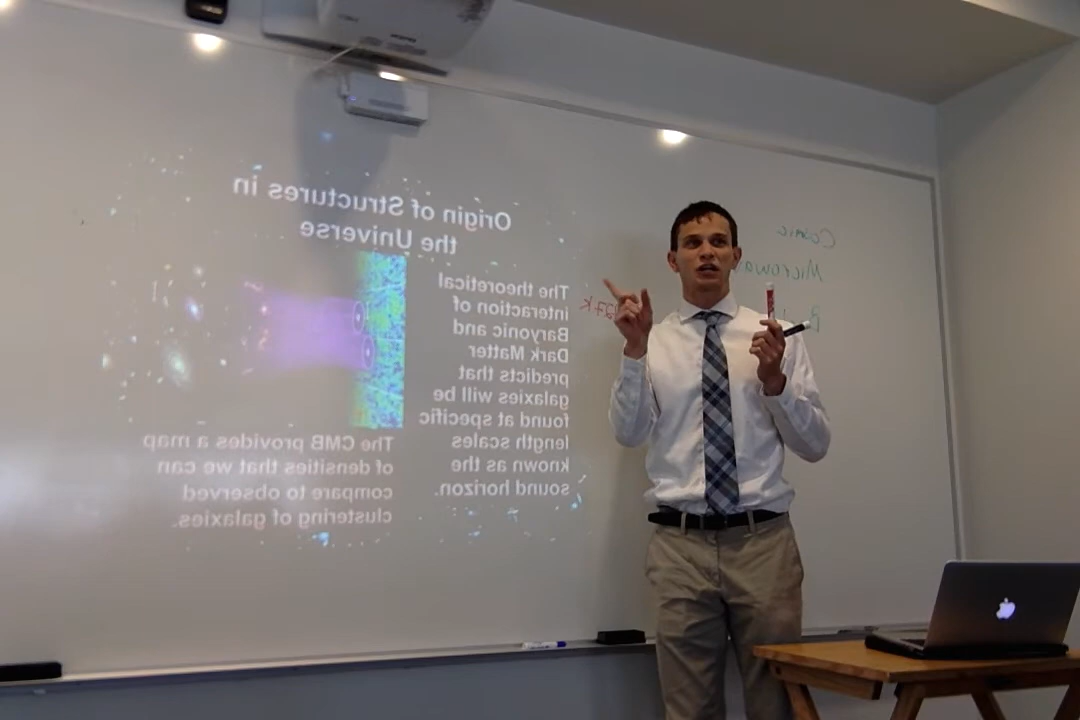 Origin of Structures in
the Universe
The theoretical
interaction of
Baryonic and
Dark Matter
predicts that
galaxies will be
found at specific
length scales
known as the
sound horizon.
The CMB provides a map
of densities that we can
compare to observed
clustering of galaxies.
Cosmic
Microwav